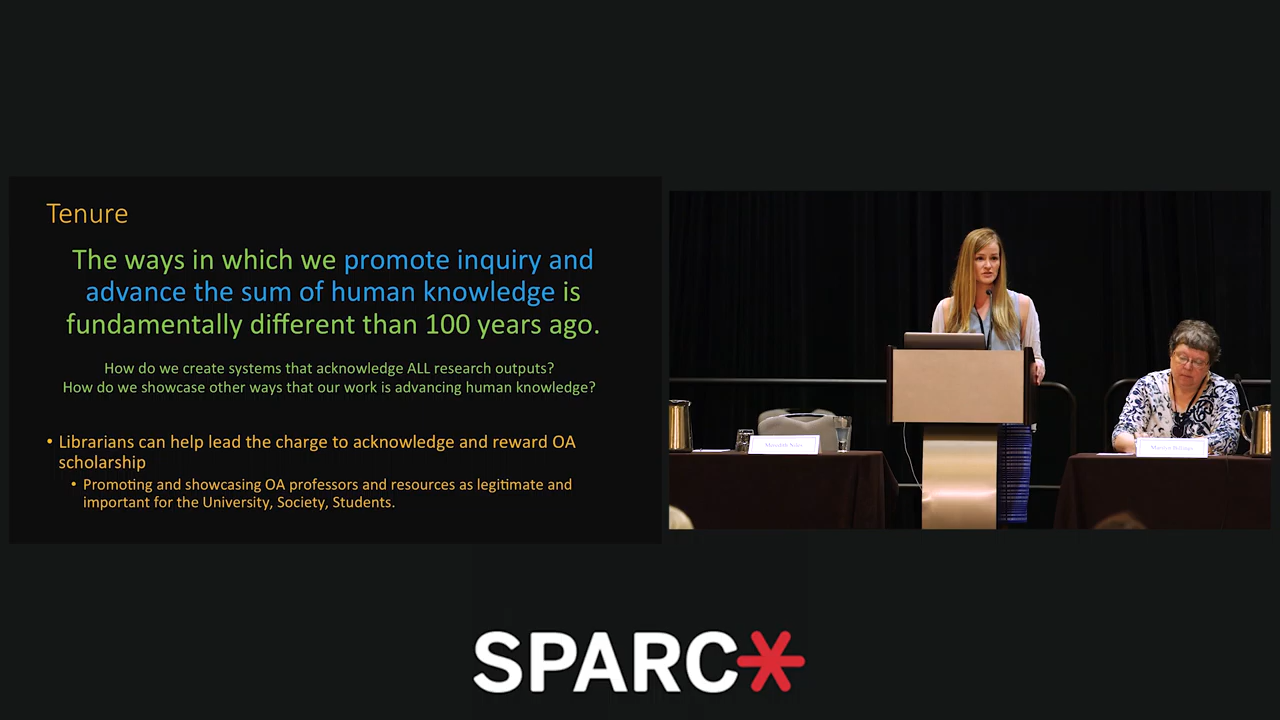 Tenure
The ways in which we promote inquiry and
advance the sum of human knowledge is
fundamentally different than 100 years ago.
How do we create systems that acknowledge ALL research outputs?
How do we showcase other ways that our work is advancing human knowledge?
• Librarians can help lead the charge to acknowledge and reward OA
scholarship
• Promoting and showcasing OA professors and resources as legitimate and
important for the University, Society, Students.
SPARC*